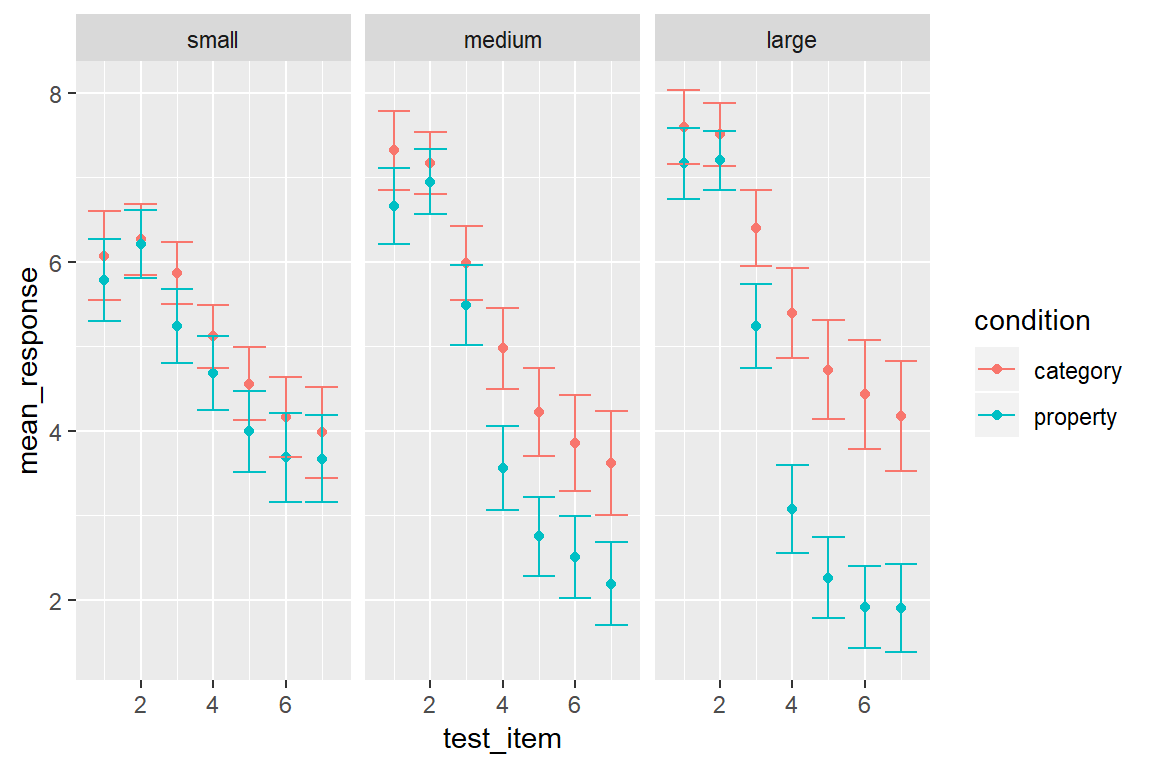 small medium large
8
6
4
2
mean_response
2 4 6 2 4 6 2 4 6
test_item
condition
category
property